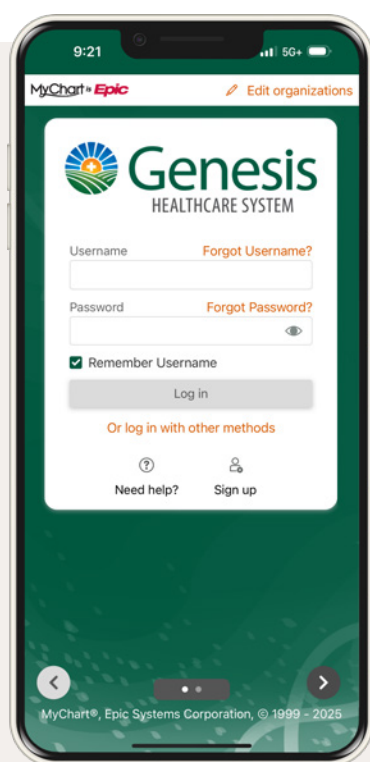 9:21 5G+
MyChart by Epic Edit organizations
Genesis
HEALTHCARE SYSTEM
Username Forgot Username?
Password Forgot Password?
Remember Username
Log in
Or log in with other methods
Need help? Sign up
MyChart®, Epic Systems Corporation, © 1999 - 2025